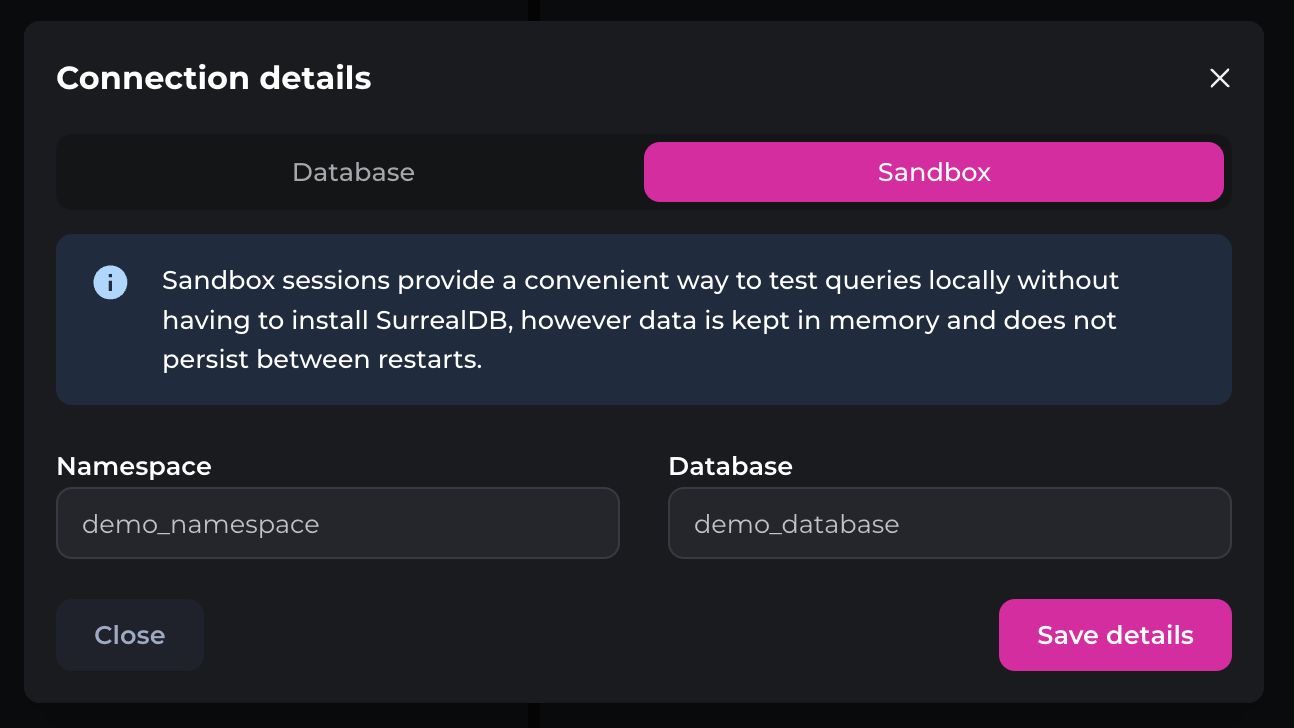 Connection details
Database
Sandbox
Sandbox sessions provide a convenient way to test queries locally without
having to install SurrealDB, however data is kept in memory and does not
persist between restarts.
Namespace
Database
demo_namespace
demo_database
Close
Save details